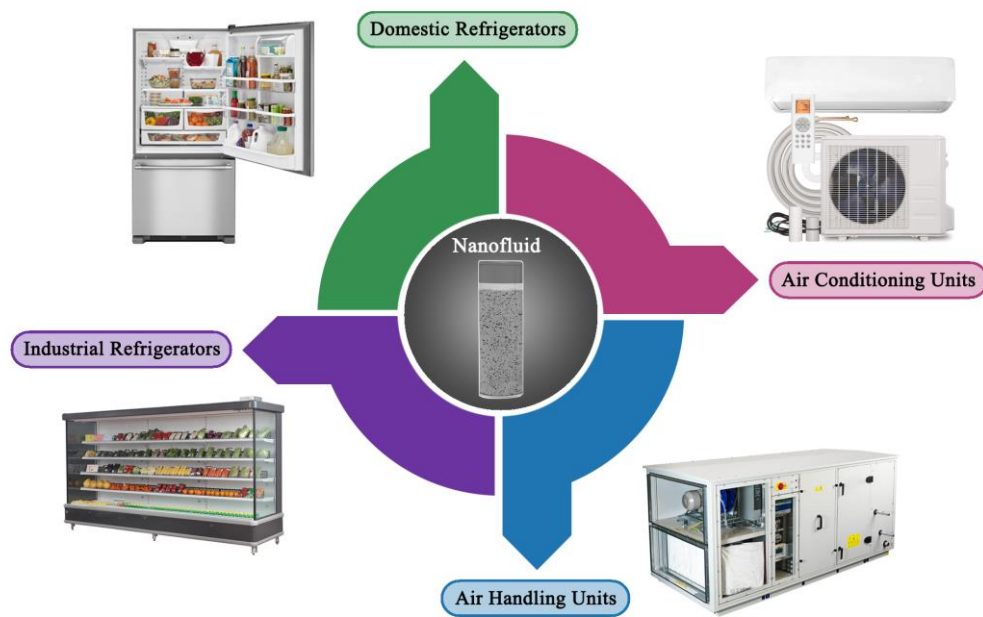 Domestic Refrigerators
Nanofluid
Air Conditioning Units
Industrial Refrigerators
Air Handling Units